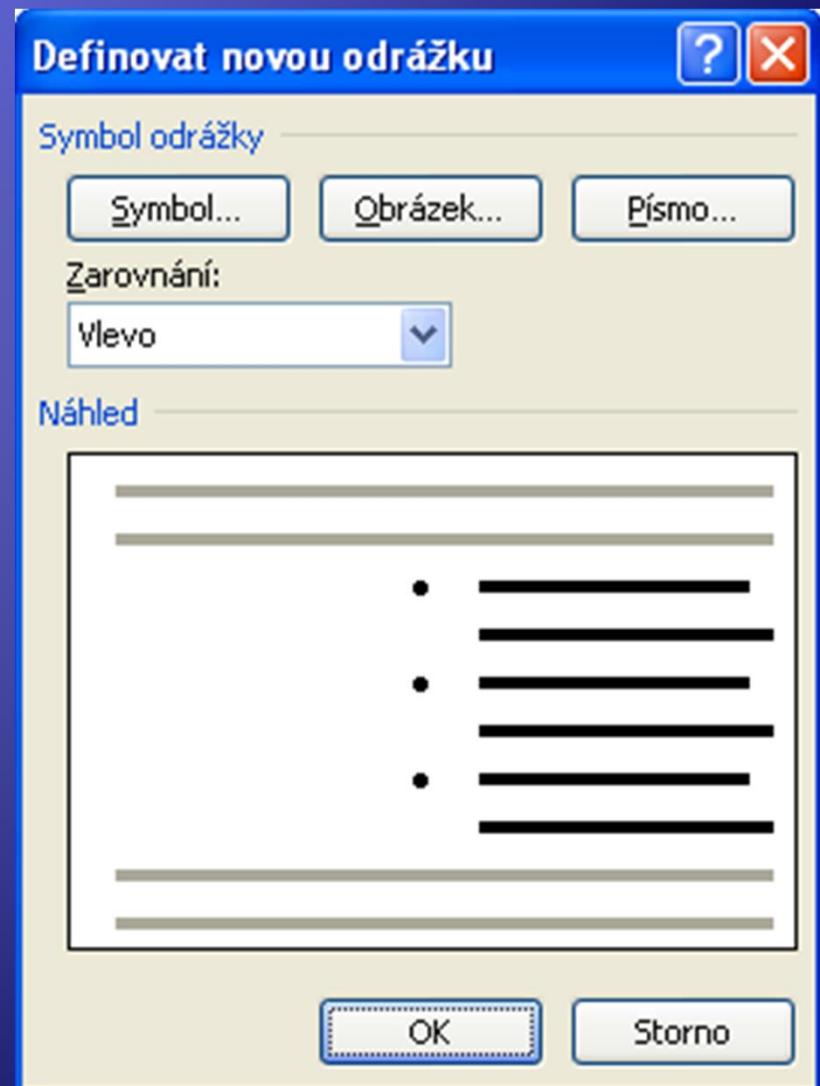 Definovat novou odrážku ?
Symbol odrážky
Symbol... Obrázek... Písmo...
Zarovnání:
Vlevo
Náhled
OK Storno